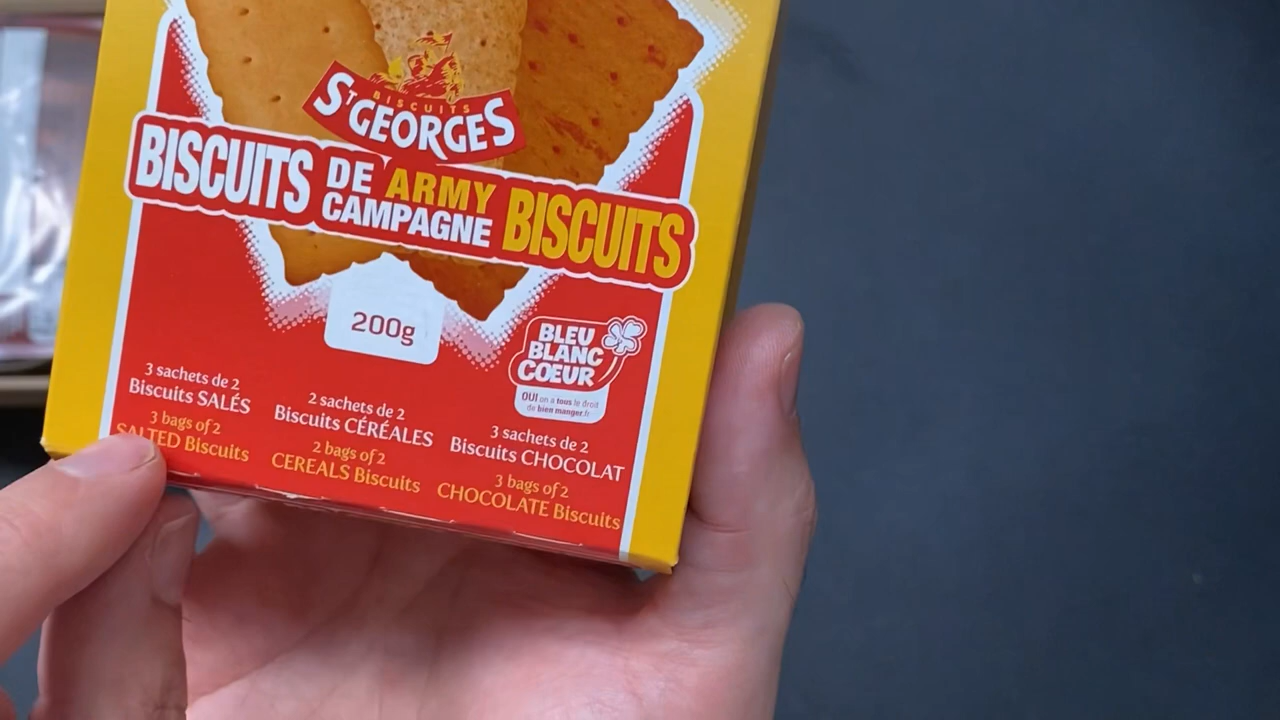 BISCUITS
ST GEORGES
BISCUITS DE CAMPAGNE ARMY BISCUITS
200g
BLEU
BLANC
COEUR
OUI on a tous le droit
de bien manger.fr
3 sachets de 2
Biscuits SALÉS
3 bags of 2
SALTED Biscuits
2 sachets de 2
Biscuits CÉRÉALES
2 bags of 2
CEREALS Biscuits
3 sachets de 2
Biscuits CHOCOLAT
3 bags of 2
CHOCOLATE Biscuits